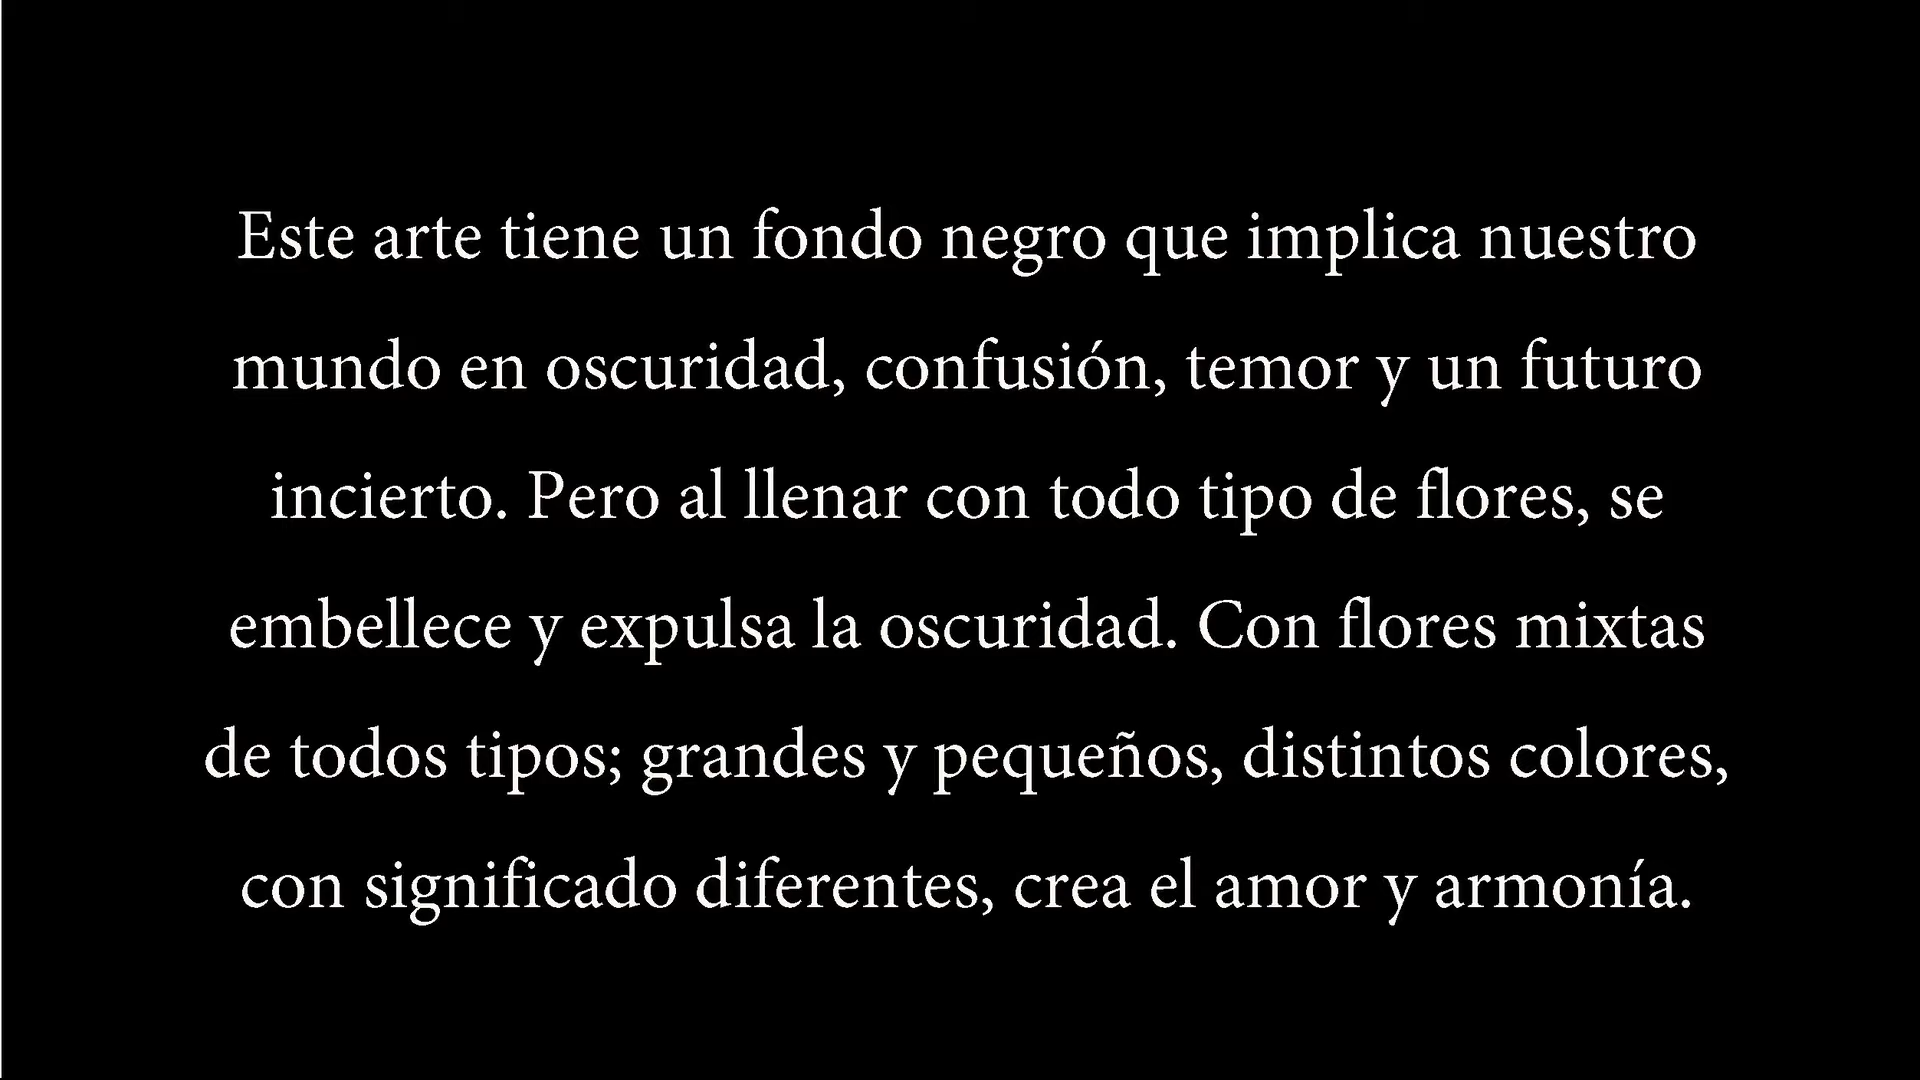 Este arte tiene un fondo negro que implica nuestro
mundo en oscuridad, confusión, temor y un futuro
incierto. Pero al llenar con todo tipo de flores, se
embellece y expulsa la oscuridad. Con flores mixtas
de todos tipos; grandes y pequeños, distintos colores,
con significado diferentes, crea el amor y armonía.